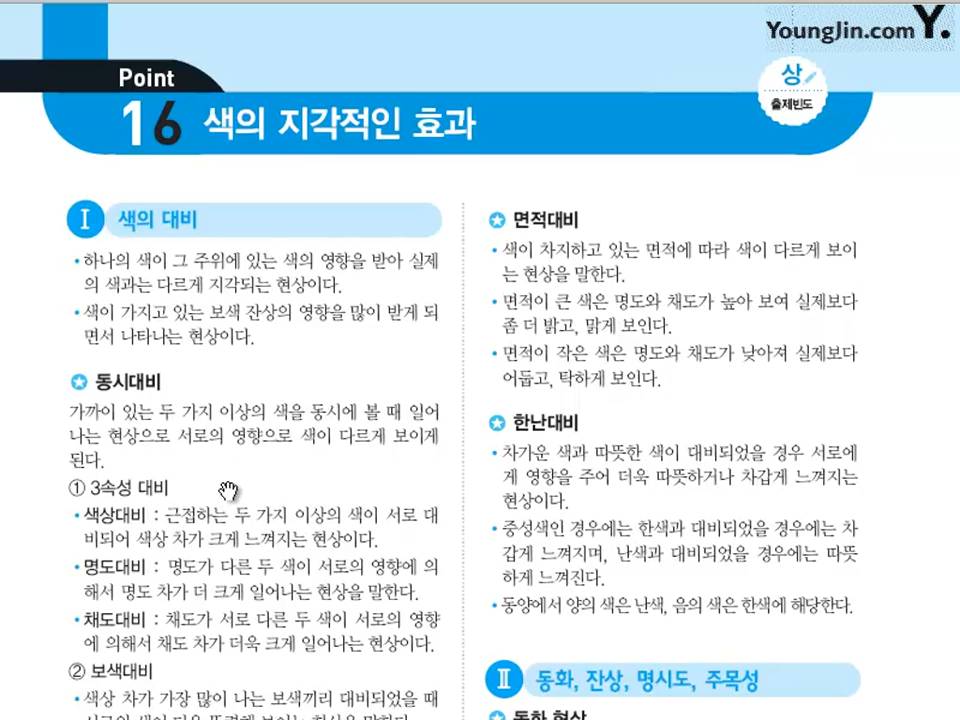 YoungJin.com Y.
Point
16 색의 지각적인 효과
상
출제빈도
I 색의 대비
• 하나의 색이 그 주위에 있는 색의 영향을 받아 실제
의 색과는 다르게 지각되는 현상이다.
• 색이 가지고 있는 보색 잔상의 영향을 많이 받게 되
면서 나타나는 현상이다.
동시대비
가까이 있는 두 가지 이상의 색을 동시에 볼 때 일어
나는 현상으로 서로의 영향으로 색이 다르게 보이게
된다.
① 3속성 대비
• 색상대비 : 근접하는 두 가지 이상의 색이 서로 대
비되어 색상 차가 크게 느껴지는 현상이다.
• 명도대비 : 명도가 다른 두 색이 서로의 영향에 의
해서 명도 차가 더 크게 일어나는 현상을 말한다.
• 채도대비 : 채도가 서로 다른 두 색이 서로의 영향
에 의해서 채도 차가 더욱 크게 일어나는 현상이다.
② 보색대비
• 색상 차가 가장 많이 나는 보색끼리 대비되었을 때
면적대비
• 색이 차지하고 있는 면적에 따라 색이 다르게 보이
는 현상을 말한다.
• 면적이 큰 색은 명도와 채도가 높아 보여 실제보다
좀 더 밝고, 맑게 보인다.
• 면적이 작은 색은 명도와 채도가 낮아져 실제보다
어둡고, 탁하게 보인다.
한난대비
• 차가운 색과 따뜻한 색이 대비되었을 경우 서로에
게 영향을 주어 더욱 따뜻하거나 차갑게 느껴지는
현상이다.
• 중성색인 경우에는 한색과 대비되었을 경우에는 차
갑게 느껴지며, 난색과 대비되었을 경우에는 따뜻
하게 느껴진다.
• 동양에서 양의 색은 난색, 음의 색은 한색에 해당한다.
II 동화, 잔상, 명시도, 주목성
동화 현상